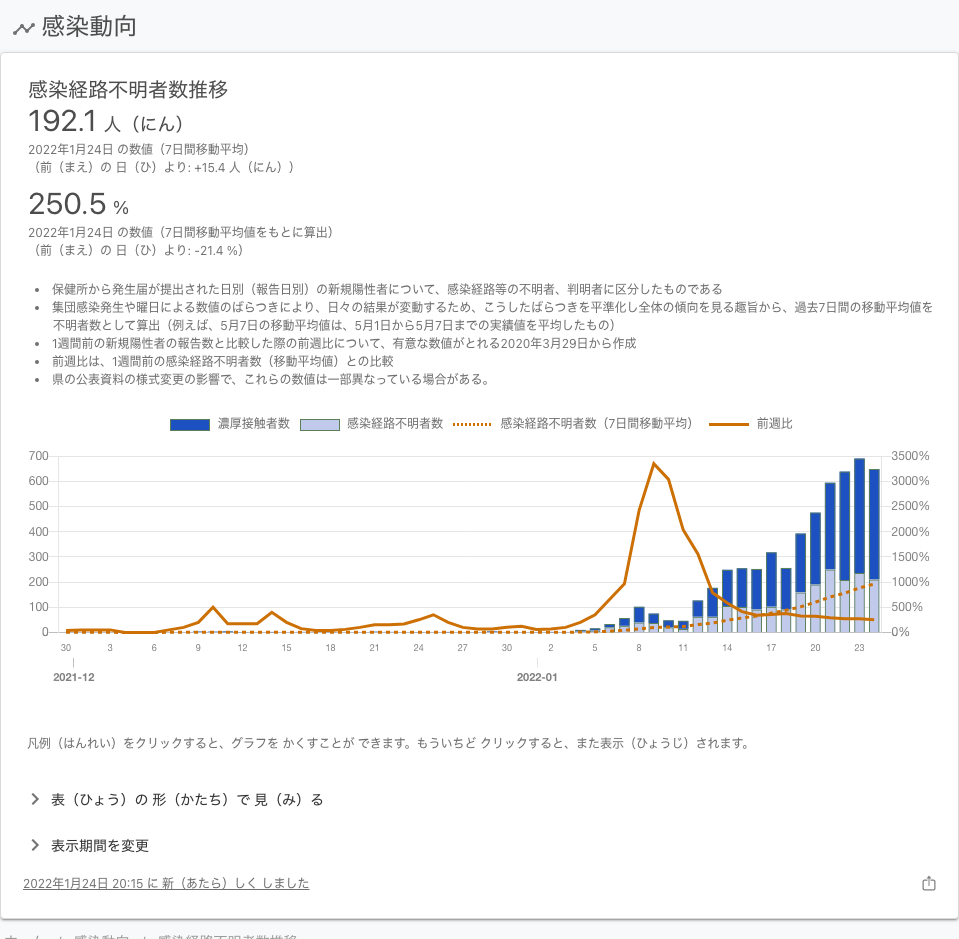 感染動向
感染経路不明者数推移
192.1 人（にん）
2022年1月24日 の数値（7日間移動平均）
（前（まえ）の 日（ひ）より: +15.4 人（にん））
250.5 %
2022年1月24日 の数値（7日間移動平均値をもとに算出）
（前（まえ）の 日（ひ）より: -21.4 %）
• 保健所から発生届が提出された日別（報告日別）の新規陽性者について、感染経路等の不明者、判明者に区分したものである
• 集団感染発生や曜日による数値のばらつきにより、日々の結果が変動するため、こうしたばらつきを平準化し全体の傾向を見る趣旨から、過去7日間の移動平均値を
不明者数として算出（例えば、5月7日の移動平均値は、5月1日から5月7日までの実績値を平均したもの）
• 1週間前の新規陽性者の報告数と比較した際の前週比について、有意な数値がとれる2020年3月29日から作成
• 前週比は、1週間前の感染経路不明者数（移動平均値）との比較
• 県の公表資料の様式変更の影響で、これらの数値は一部異なっている場合がある。
濃厚接触者数 感染経路不明者数 感染経路不明者数（7日間移動平均） 前週比
700 3500%
600 3000%
500 2500%
400 2000%
300 1500%
200 1000%
100 500%
0 0%
30 3 6 9 12 15 18 21 24 27 30 2 5 8 11 14 17 20 23
2021-12 2022-01
凡例（はんれい）をクリックすると、グラフを かくすことが できます。もういちど クリックすると、また表示（ひょうじ）されます。
表（ひょう）の 形（かたち）で 見（み）る
表示期間を変更
2022年1月24日 20:15 に 新（あたら）しく しました